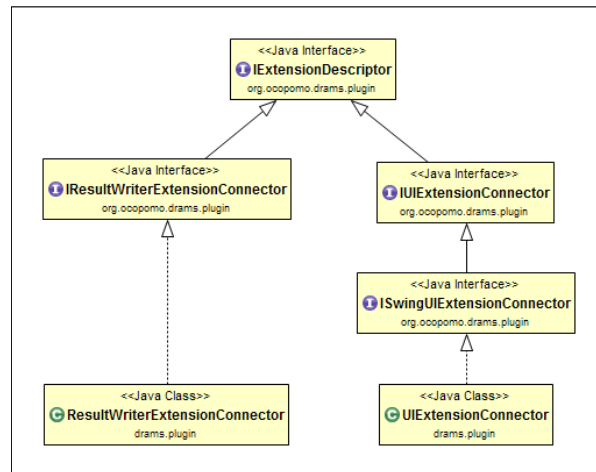 <<Java Interface>>
IExtensionDescriptor
org.ocopomo.drams.plugin
<<Java Interface>>
IResultWriterExtensionConnector
org.ocopomo.drams.plugin
<<Java Interface>>
IUIExtensionConnector
org.ocopomo.drams.plugin
<<Java Interface>>
ISwingUIExtensionConnector
org.ocopomo.drams.plugin
<<Java Class>>
ResultWriterExtensionConnector
drams.plugin
<<Java Class>>
UIExtensionConnector
drams.plugin